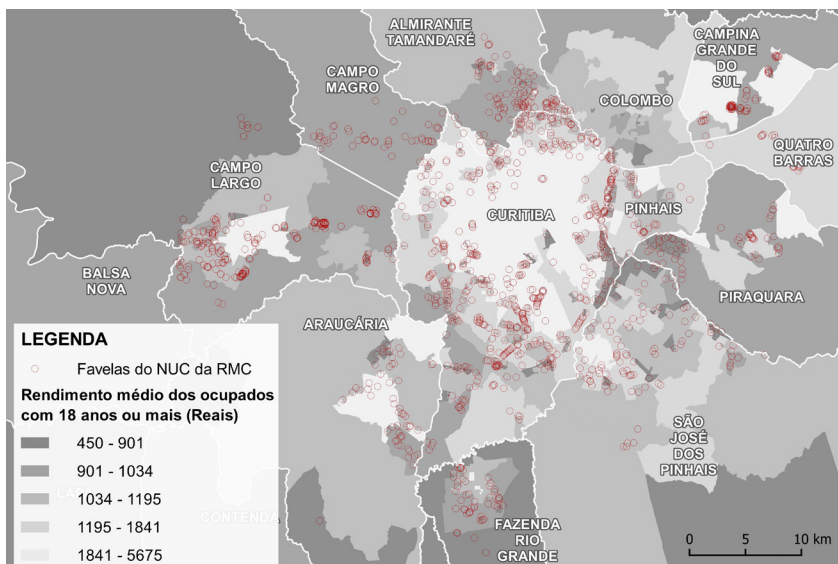 ALMIRANTE
TAMANDARÉ
CAMPINA
GRANDE
DO
SUL
CAMPO
MAGRO
COLOMBO
QUATRO
BARRAS
CAMPO
LARGO
CURITIBA
PINHAIS
BALSA
NOVA
PIRAQUARA
ARAUCÁRIA
LEGENDA
Favelas do NUC da RMC
Rendimento médio dos ocupados
com 18 anos ou mais (Reais)
450 - 901
901 - 1034
1034 - 1195
1195 - 1841
1841 - 5675
CONTENDA
SÃO
JOSÉ
DOS
PINHAIS
FAZENDA
RIO
GRANDE
0 5 10 km